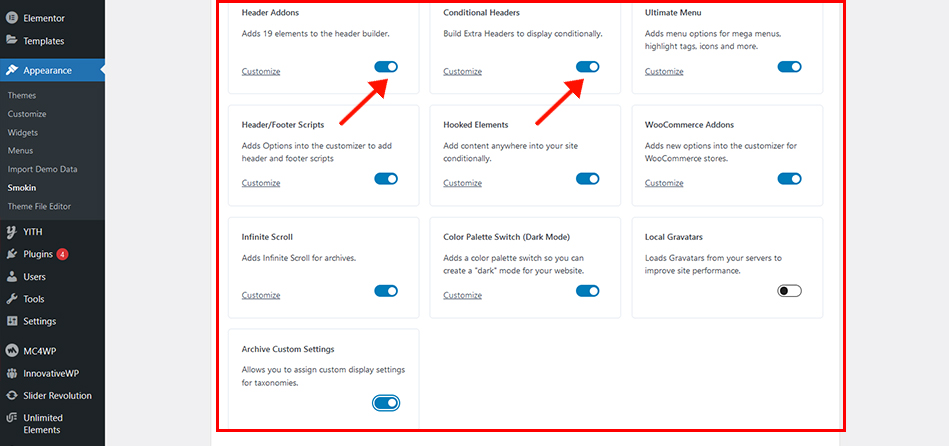 Elementor
Templates
Appearance
Themes
Customize
Widgets
Menus
Import Demo Data
Smokin
Theme File Editor
YITH
Plugins 4
Users
Tools
Settings
MC4WP
InnovativeWP
Slider Revolution
Unlimited
Elements
Header Addons
Adds 19 elements to the header builder.
Customize
Conditional Headers
Build Extra Headers to display conditionally.
Customize
Ultimate Menu
Adds menu options for mega menus,
highlight tags, icons and more.
Customize
Header/Footer Scripts
Adds Options into the customizer to add
header and footer scripts
Customize
Hooked Elements
Add content anywhere into your site
conditionally.
Customize
WooCommerce Addons
Adds new options into the customizer for
WooCommerce stores.
Customize
Infinite Scroll
Adds Infinite Scroll for archives.
Customize
Color Palette Switch (Dark Mode)
Adds a color palette switch so you can
create a "dark" mode for your website.
Customize
Local Gravatars
Loads Gravatars from your servers to
improve site performance.
Archive Custom Settings
Allows you to assign custom display settings
for taxonomies.